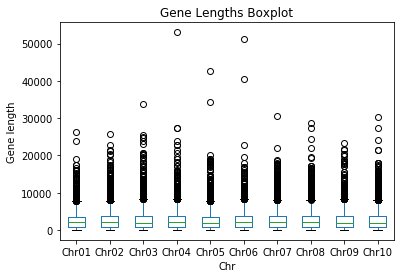 Gene Lengths Boxplot
50000
40000
30000
20000
10000
0
Gene length
Chr01 Chr02 Chr03 Chr04 Chr05 Chr06 Chr07 Chr08 Chr09 Chr10
Chr